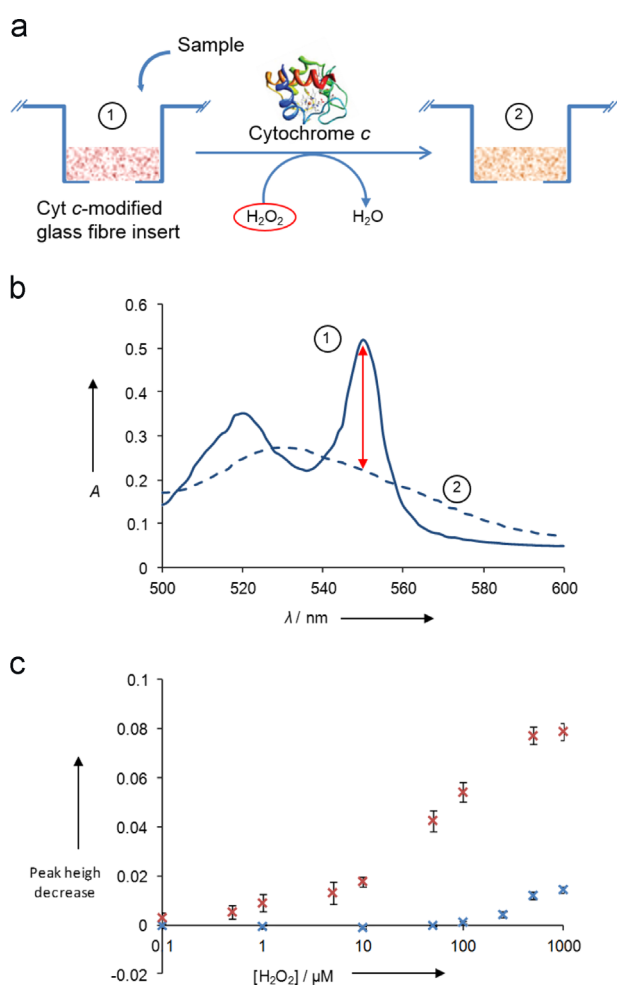 a
Sample
1
2
Cytochrome c
Cyt c-modified
glass fibre insert
H₂O₂
H₂O
b
0.6
0.5
0.4
0.3
0.2
0.1
0
A
1
2
500
520
540
560
580
600
λ / nm
c
0.1
0.08
0.06
0.04
0.02
0
-0.02
Peak heigh
decrease
0.1
1
10
100
1000
[H₂O₂] / µM